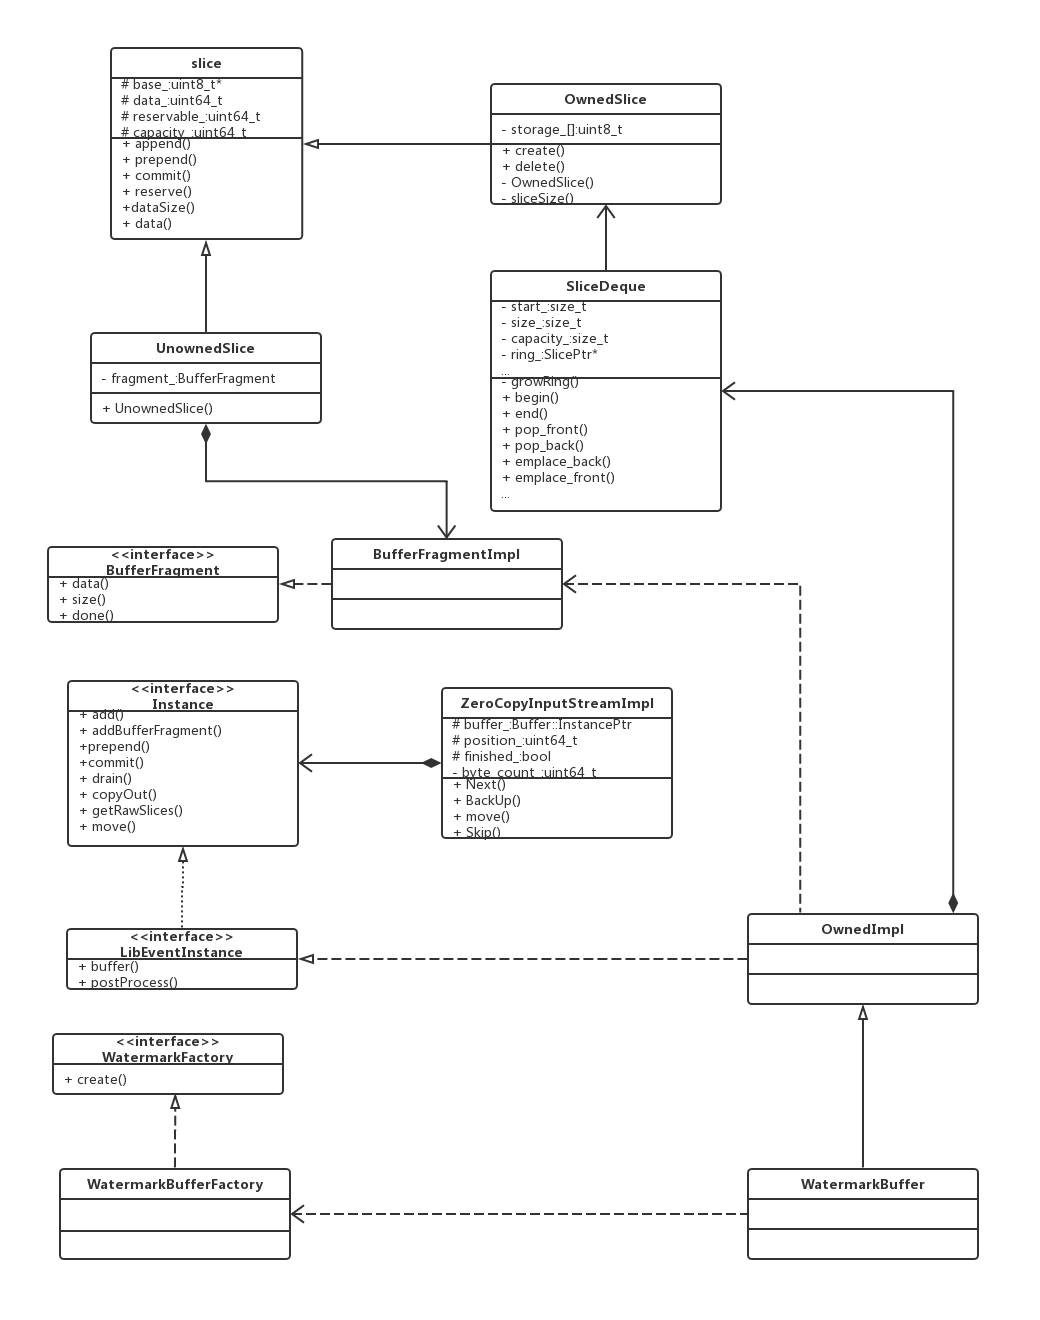 slice
# base_:uint8_t*
# data_:uint64_t
# reservable_:uint64_t
# capacity_:uint64_t
+ append()
+ prepend()
+ commit()
+ reserve()
+dataSize()
+ data()
OwnedSlice
- storage_[]:uint8_t
+ create()
+ delete()
- OwnedSlice()
- sliceSize()
SliceDeque
- start_:size_t
- size_:size_t
- capacity_:size_t
- ring_:SlicePtr*
...
- growRing()
+ begin()
+ end()
+ pop_front()
+ pop_back()
+ emplace_back()
+ emplace_front()
...
UnownedSlice
- fragment_:BufferFragment
+ UnownedSlice()
<<interface>>
BufferFragment
+ data()
+ size()
+ done()
BufferFragmentImpl
<<interface>>
Instance
+ add()
+ addBufferFragment()
+prepend()
+commit()
+ drain()
+ copyOut()
+ getRawSlices()
+ move()
ZeroCopyInputStreamImpl
# buffer_:Buffer::InstancePtr
# position_:uint64_t
# finished_:bool
- byte_count_:uint64_t
+ Next()
+ BackUp()
+ move()
+ Skip()
<<interface>>
LibEventInstance
+ buffer()
+ postProcess()
OwnedImpl
<<interface>>
WatermarkFactory
+ create()
WatermarkBufferFactory
WatermarkBuffer